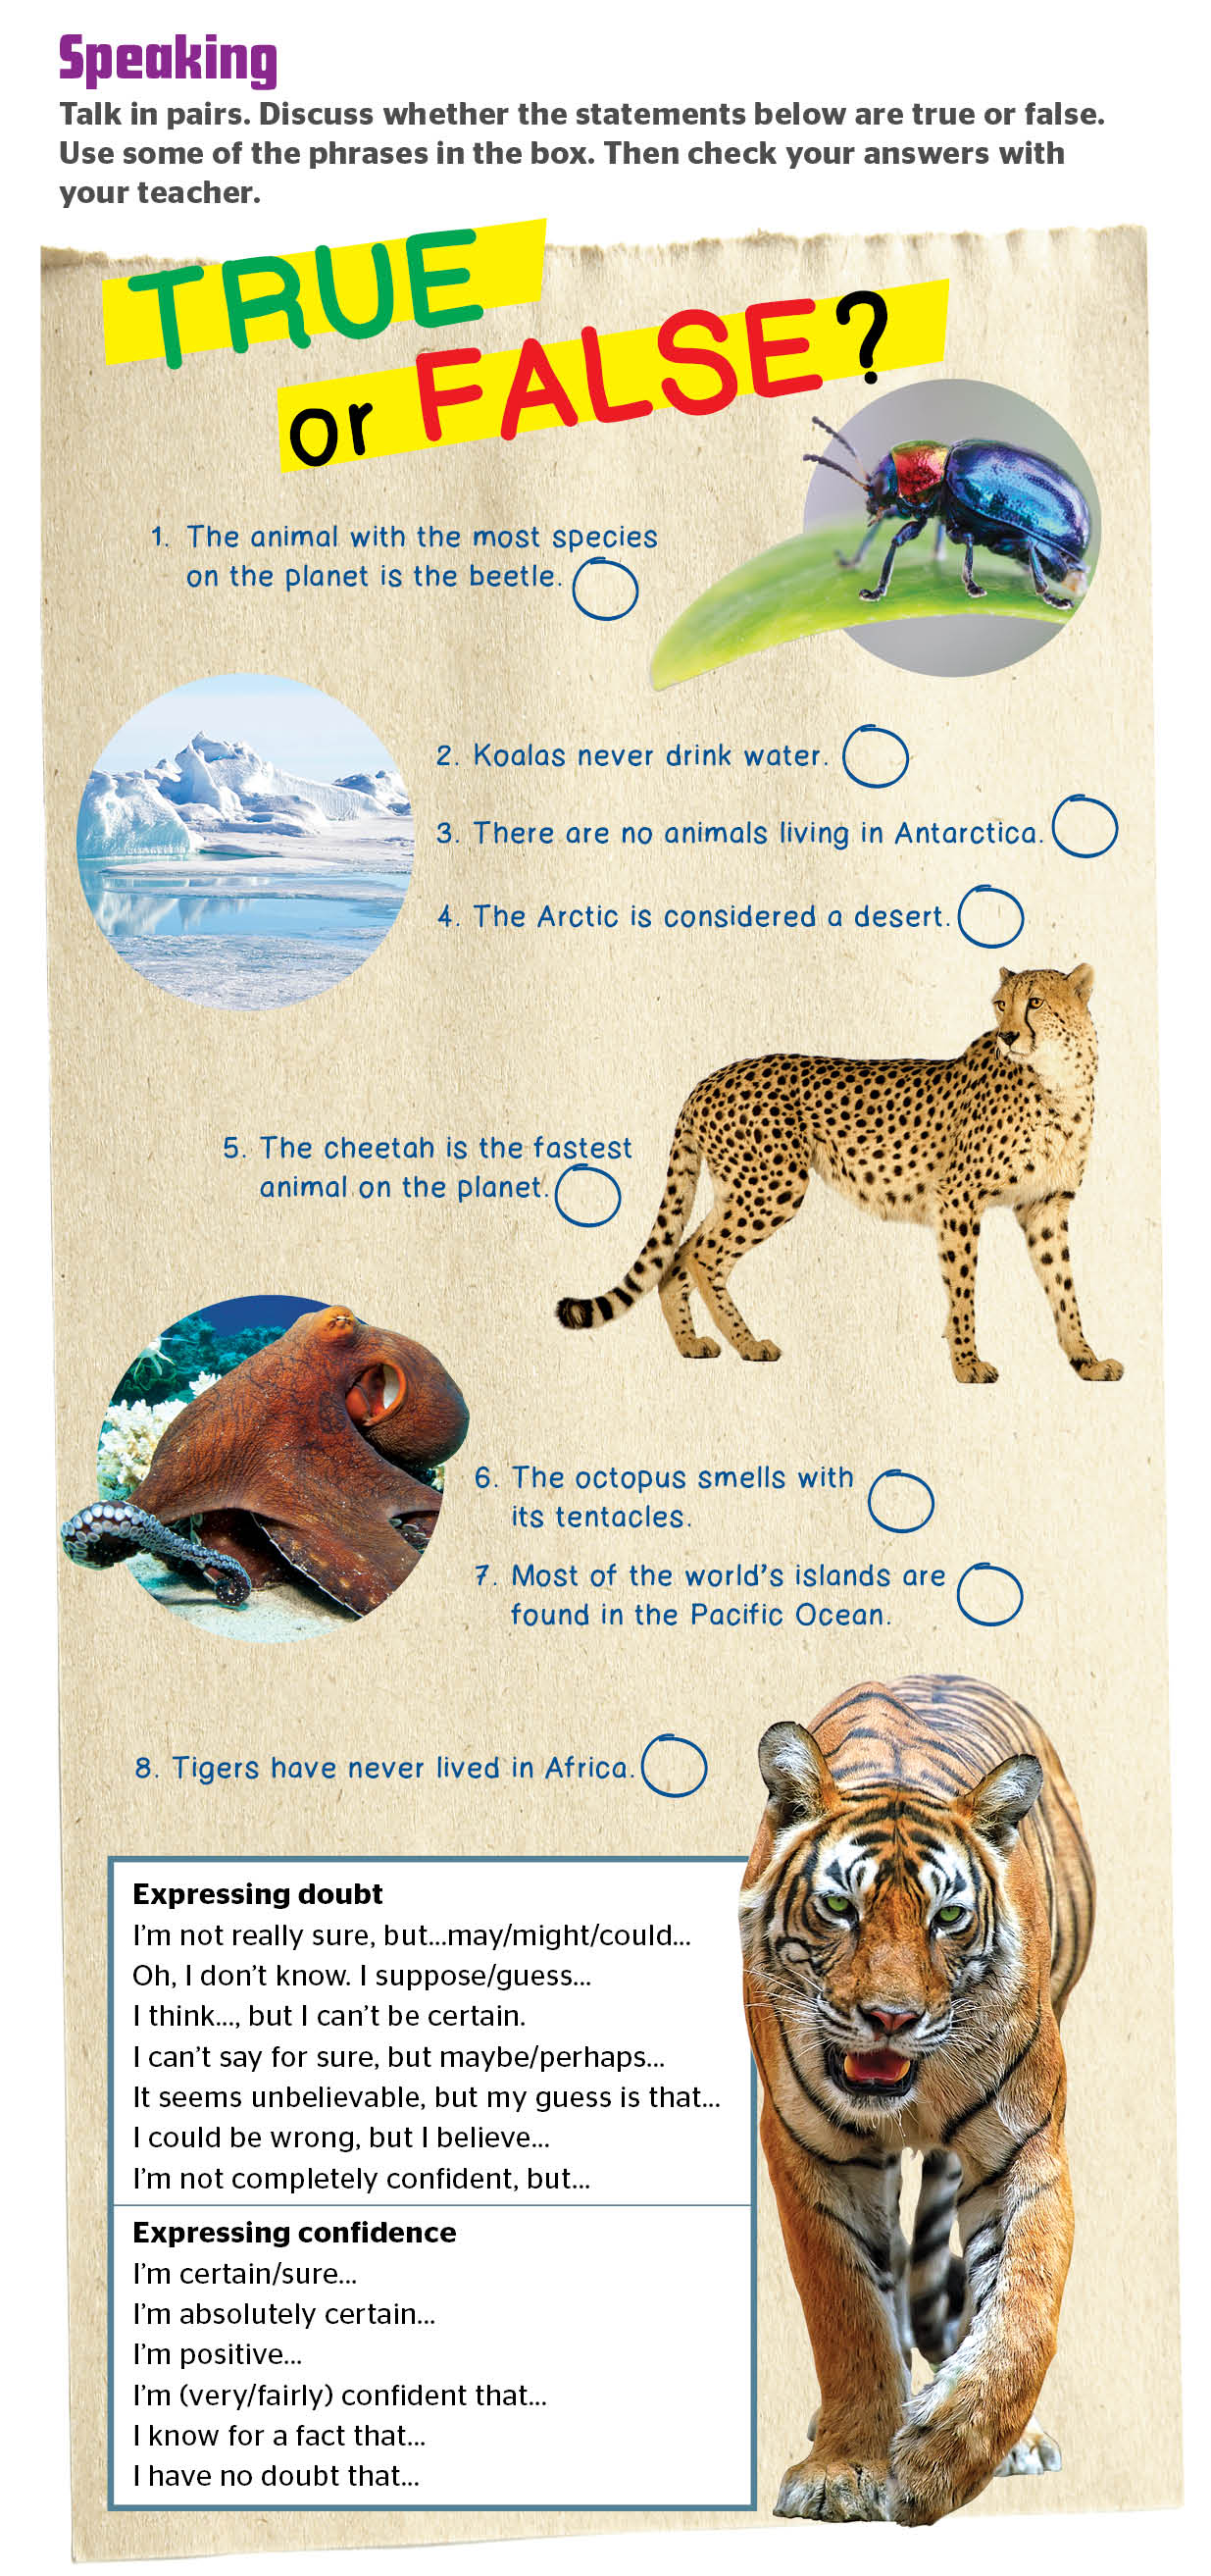 Speaking
Talk in pairs. Discuss whether the statements below are true or false.
Use some of the phrases in the box. Then check your answers with
your teacher.
TRUE
or FALSE?
1. The animal with the most species
on the planet is the beetle.
2. Koalas never drink water.
3. There are no animals living in Antarctica.
4. The Arctic is considered a desert.
5. The cheetah is the fastest
animal on the planet.
6. The octopus smells with
its tentacles.
7. Most of the world's islands are
found in the Pacific Ocean.
8. Tigers have never lived in Africa.
Expressing doubt
I'm not really sure, but...may/might/could...
Oh, I don't know. I suppose/guess...
I think..., but I can't be certain.
I can't say for sure, but maybe/perhaps...
It seems unbelievable, but my guess is that...
I could be wrong, but I believe...
I'm not completely confident, but...
Expressing confidence
I'm certain/sure...
I'm absolutely certain...
I'm positive...
I'm (very/fairly) confident that...
I know for a fact that...
I have no doubt that...